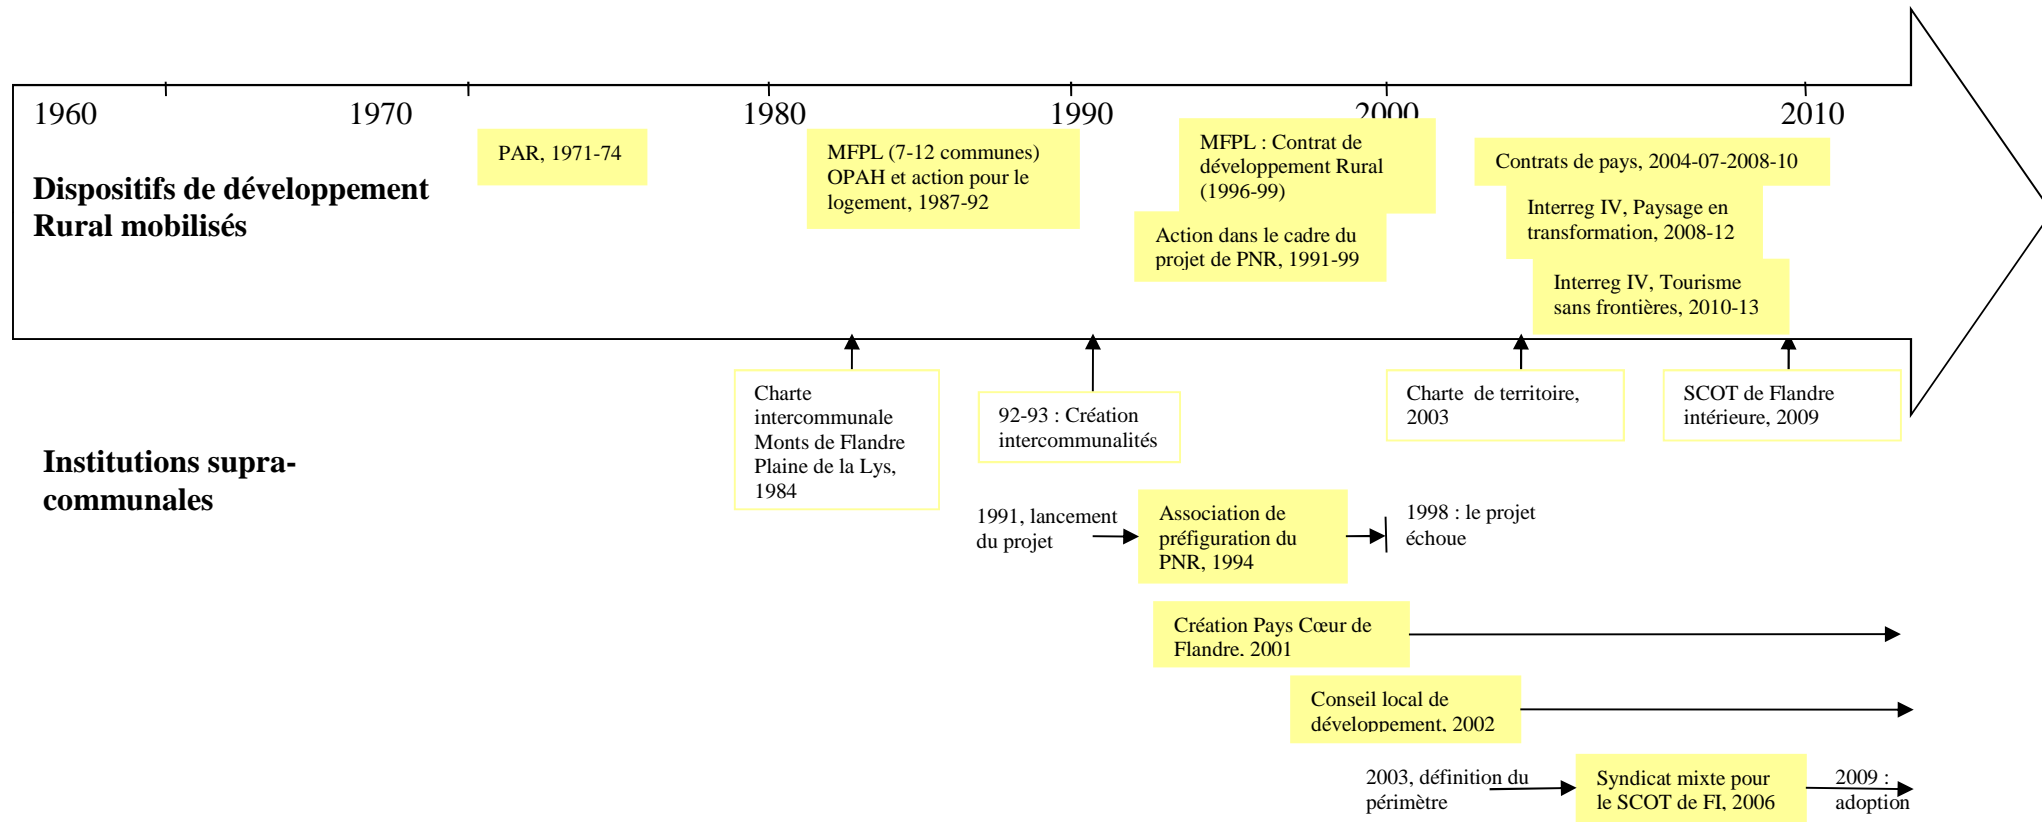 1960
1970
1980
1990
2000
2010
Dispositifs de développement
Rural mobilisés
PAR, 1971-74
MFPL (7-12 communes)
OPAH et action pour le
logement, 1987-92
MFPL : Contrat de
développement Rural
(1996-99)
Action dans le cadre du
projet de PNR, 1991-99
Contrats de pays, 2004-07-2008-10
Interreg IV, Paysage en
transformation, 2008-12
Interreg IV, Tourisme
sans frontières, 2010-13
Institutions supra-
communales
Charte
intercommunale
Monts de Flandre
Plaine de la Lys,
1984
92-93 : Création
intercommunalités
Charte de territoire,
2003
SCOT de Flandre
intérieure, 2009
1991, lancement
du projet
Association de
préfiguration du
PNR, 1994
1998 : le projet
échoue
Création Pays Cœur de
Flandre, 2001
Conseil local de
développement, 2002
2003, définition du
périmètre
Syndicat mixte pour
le SCOT de FI, 2006
2009 :
adoption